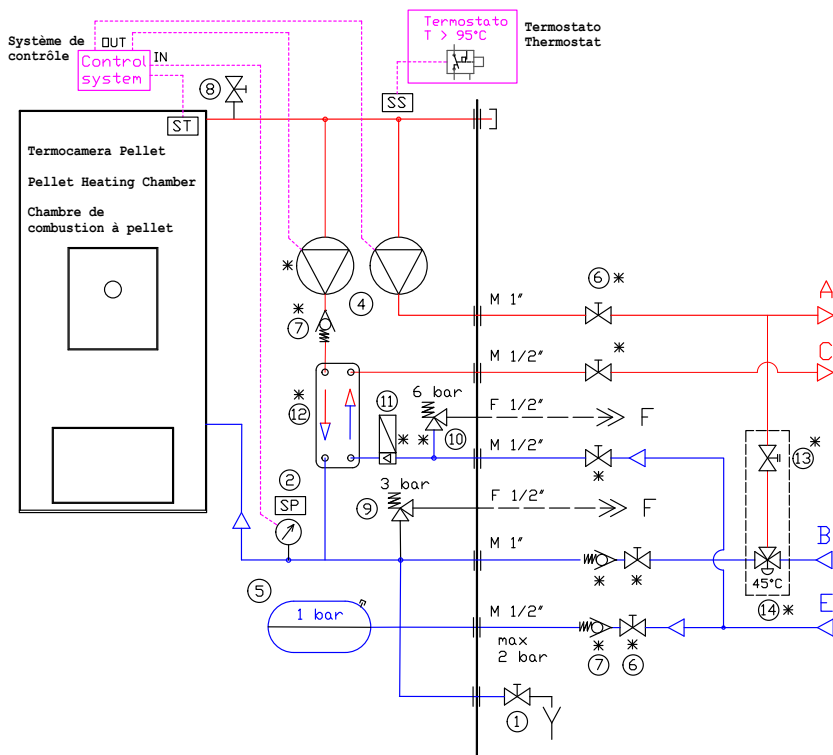 Termostato
T > 95°C
Termostato
Thermostat
Système de
contrôle
OUT
IN
Control
system
8
SS
ST
Termocamera Pellet
Pellet Heating Chamber
Chambre de
combustion à pellet
*
4
*
7
M 1"
6 *
A
M 1/2"
*
C
*
12
11
6 bar
F 1/2"
F
* *
10
M 1/2"
*
13 *
2
SP
3 bar
9
F 1/2"
F
M 1"
* *
B
45°C
14 *
5
1 bar
M 1/2"
E
max
2 bar
* *
7
6
1